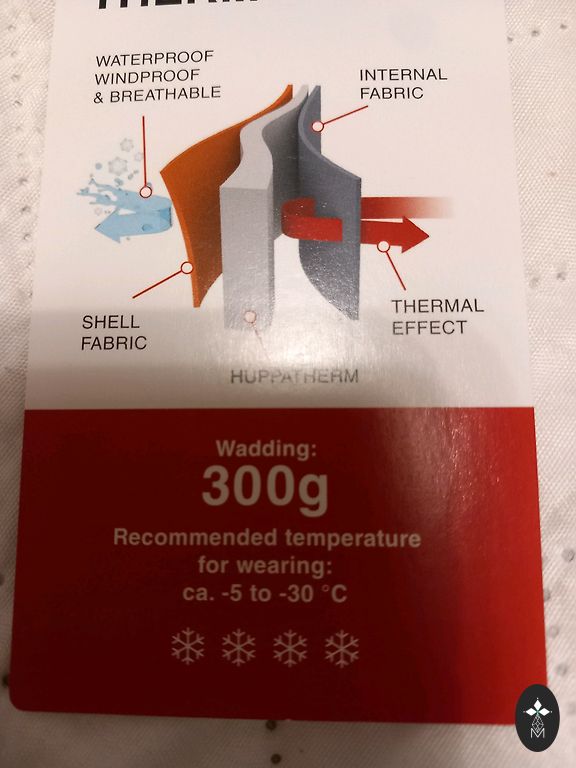 WATERPROOF
WINDPROOF
& BREATHABLE
INTERNAL
FABRIC
SHELL
FABRIC
THERMAL
EFFECT
HUPPATHERM
Wadding:
300g
Recommended temperature
for wearing:
ca. -5 to -30 °C